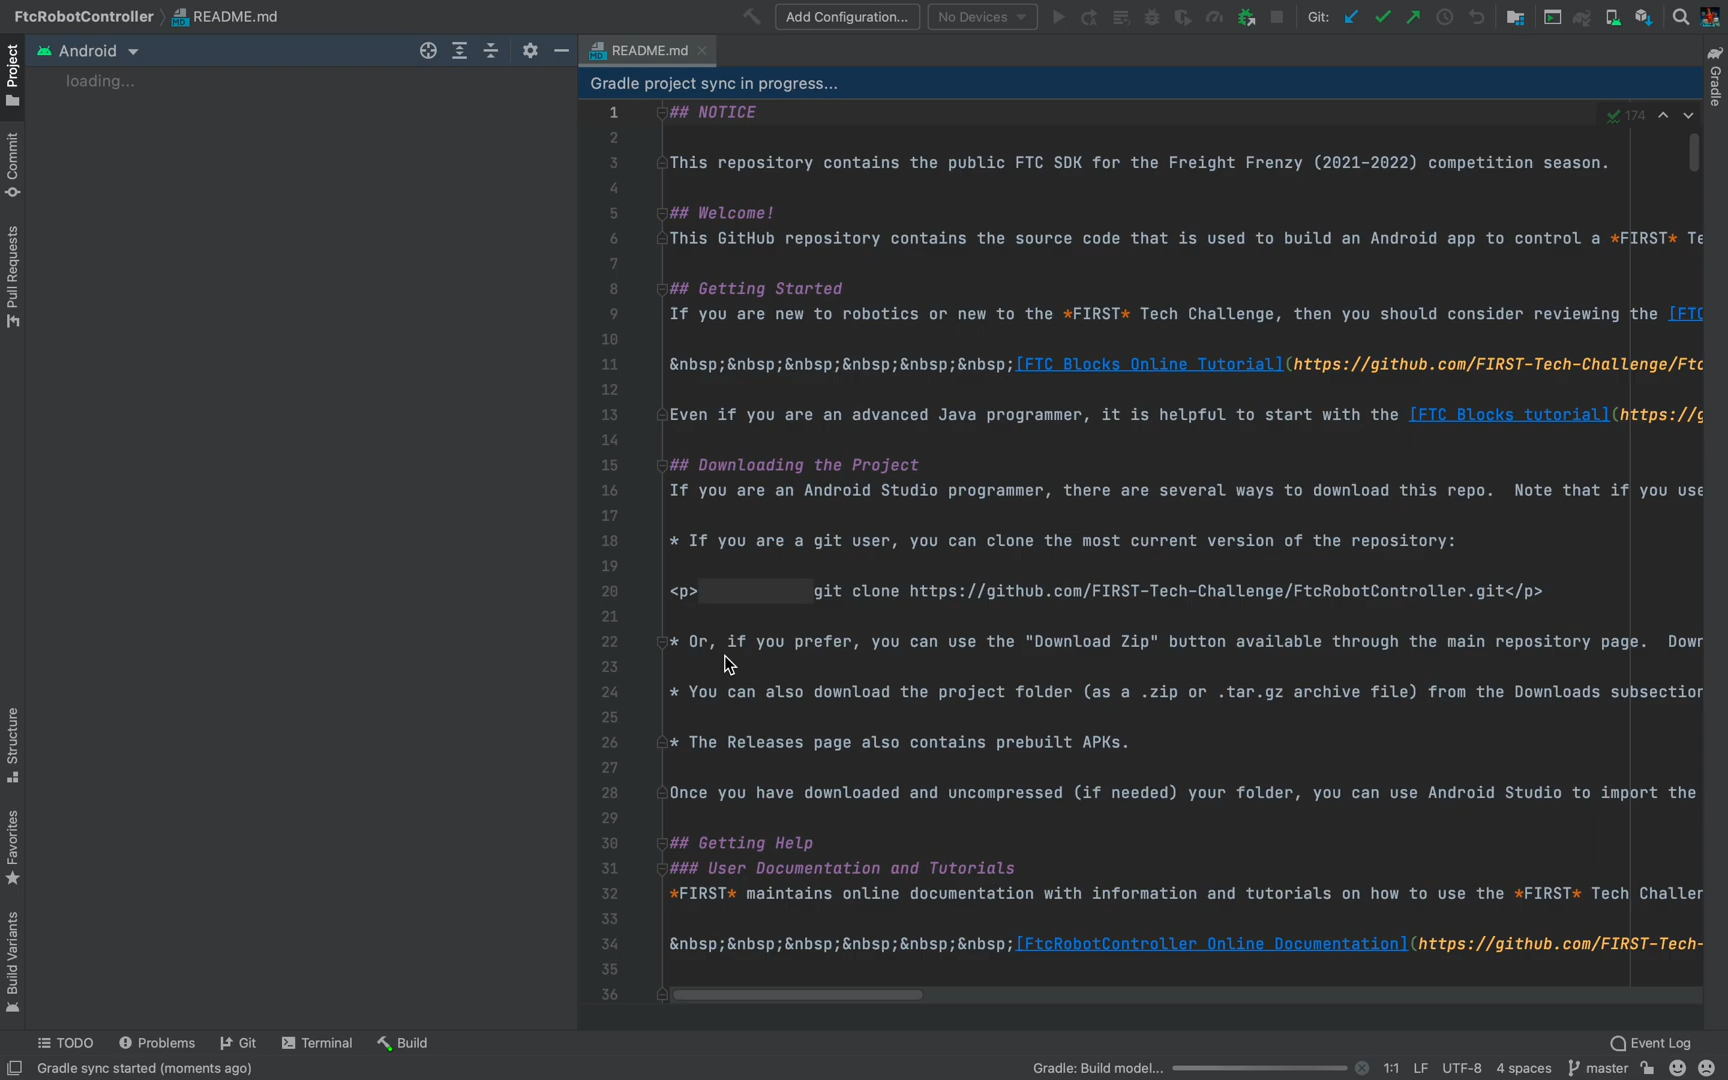 FtcRobotController
README.md
Add Configuration...
No Devices
Git:
Project
Commit
Pull Requests
Structure
Favorites
Build Variants
Android
loading...
README.md
Gradle
Gradle project sync in progress...
174
1 ## NOTICE
2
3 This repository contains the public FTC SDK for the Freight Frenzy (2021-2022) competition season.
4
5 ## Welcome!
6 This GitHub repository contains the source code that is used to build an Android app to control a *FIRST* Te
7
8 ## Getting Started
9 If you are new to robotics or new to the *FIRST* Tech Challenge, then you should consider reviewing the [FTC
10
11 &nbsp;&nbsp;&nbsp;&nbsp;&nbsp;&nbsp;[FTC Blocks Online Tutorial](https://github.com/FIRST-Tech-Challenge/Ftc
12
13 Even if you are an advanced Java programmer, it is helpful to start with the [FTC Blocks tutorial](https://g
14
15 ## Downloading the Project
16 If you are an Android Studio programmer, there are several ways to download this repo.  Note that if you use
17
18 * If you are a git user, you can clone the most current version of the repository:
19
20 <p>            git clone https://github.com/FIRST-Tech-Challenge/FtcRobotController.git</p>
21
22 * Or, if you prefer, you can use the "Download Zip" button available through the main repository page.  Down
23
24 * You can also download the project folder (as a .zip or .tar.gz archive file) from the Downloads subsection
25
26 * The Releases page also contains prebuilt APKs.
27
28 Once you have downloaded and uncompressed (if needed) your folder, you can use Android Studio to import the
29
30 ## Getting Help
31 ### User Documentation and Tutorials
32 *FIRST* maintains online documentation with information and tutorials on how to use the *FIRST* Tech Challen
33
34 &nbsp;&nbsp;&nbsp;&nbsp;&nbsp;&nbsp;[FtcRobotController Online Documentation](https://github.com/FIRST-Tech-
35
36
TODO
Problems
Git
Terminal
Build
Event Log
Gradle sync started (moments ago)
Gradle: Build model...
1:1
LF
UTF-8
4 spaces
master